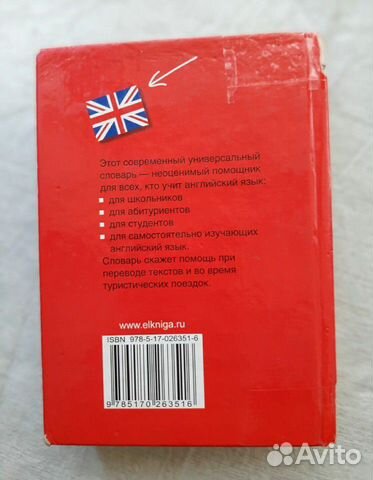 Этот современный универсальный
словарь — неоценимый помощник
для всех, кто учит английский язык:
для школьников
для абитуриентов
для студентов
для самостоятельно изучающих
английский язык.
Словарь скажет помощь при
переводе текстов и во время
туристических поездок.
www.elkniga.ru
ISBN 978-5-17-026351-6
9 785170 263516
Avito